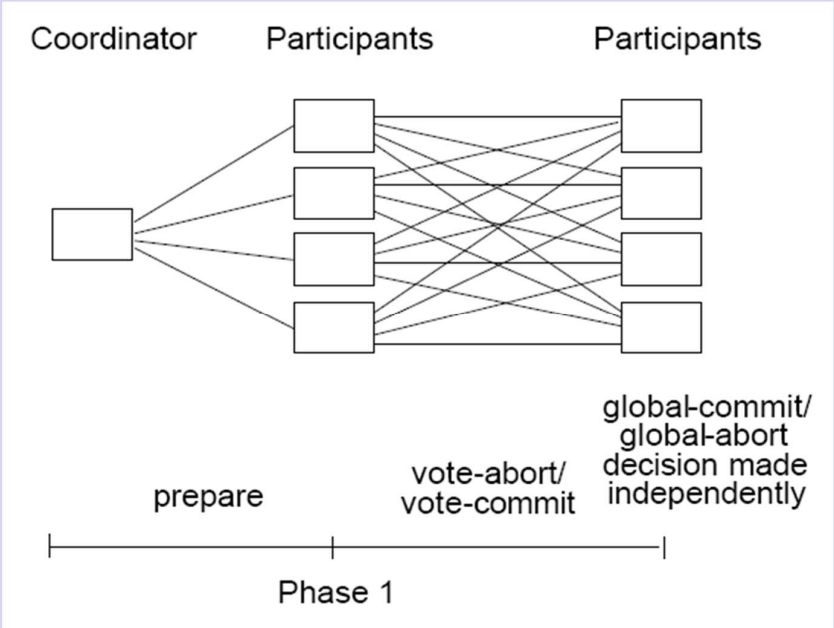 Coordinator
Participants
Participants
prepare
vote-abort/
vote-commit
global-commit/
global-abort
decision made
independently
Phase 1